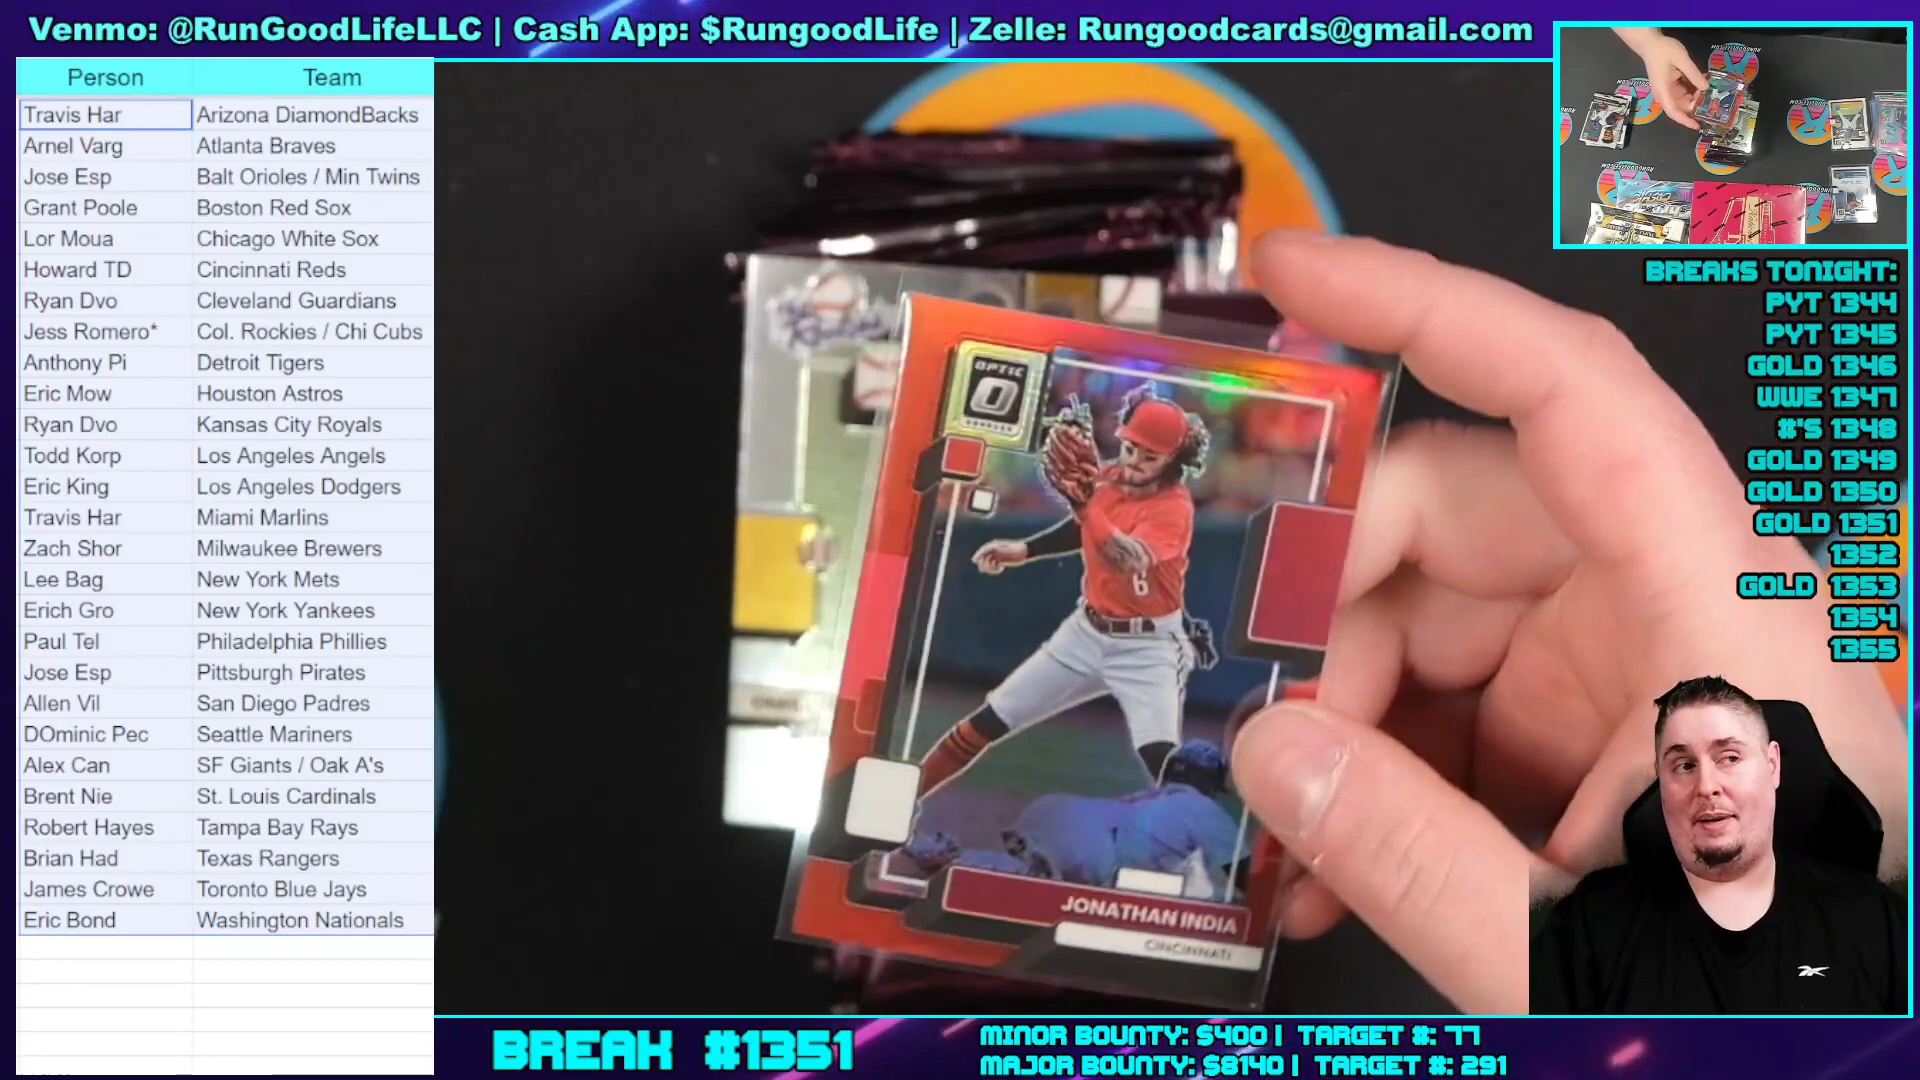 Venmo: @RunGoodLifeLLC | Cash App: $RungoodLife | Zelle: Rungoodcards@gmail.com
Person Team
Travis Har Arizona DiamondBacks
Arnel Varg Atlanta Braves
Jose Esp Balt Orioles / Min Twins
Grant Poole Boston Red Sox
Lor Moua Chicago White Sox
Howard TD Cincinnati Reds
Ryan Dvo Cleveland Guardians
Jess Romero* Col. Rockies / Chi Cubs
Anthony Pi Detroit Tigers
Eric Mow Houston Astros
Ryan Dvo Kansas City Royals
Todd Korp Los Angeles Angels
Eric King Los Angeles Dodgers
Travis Har Miami Marlins
Zach Shor Milwaukee Brewers
Lee Bag New York Mets
Erich Gro New York Yankees
Paul Tel Philadelphia Phillies
Jose Esp Pittsburgh Pirates
Allen Vil San Diego Padres
DOminic Pec Seattle Mariners
Alex Can SF Giants / Oak A's
Brent Nie St. Louis Cardinals
Robert Hayes Tampa Bay Rays
Brian Had Texas Rangers
James Crowe Toronto Blue Jays
Eric Bond Washington Nationals
OPTIC
O
DONRUSS
6
JONATHAN INDIA
CINCINNATI
BREAKS TONIGHT:
PYT 1344
PYT 1345
GOLD 1346
WWE 1347
#'S 1348
GOLD 1349
GOLD 1350
GOLD 1351
1352
GOLD 1353
1354
1355
BREAK #1351
MINOR BOUNTY: $400 | TARGET #: 77
MAJOR BOUNTY: $8140 | TARGET #: 291